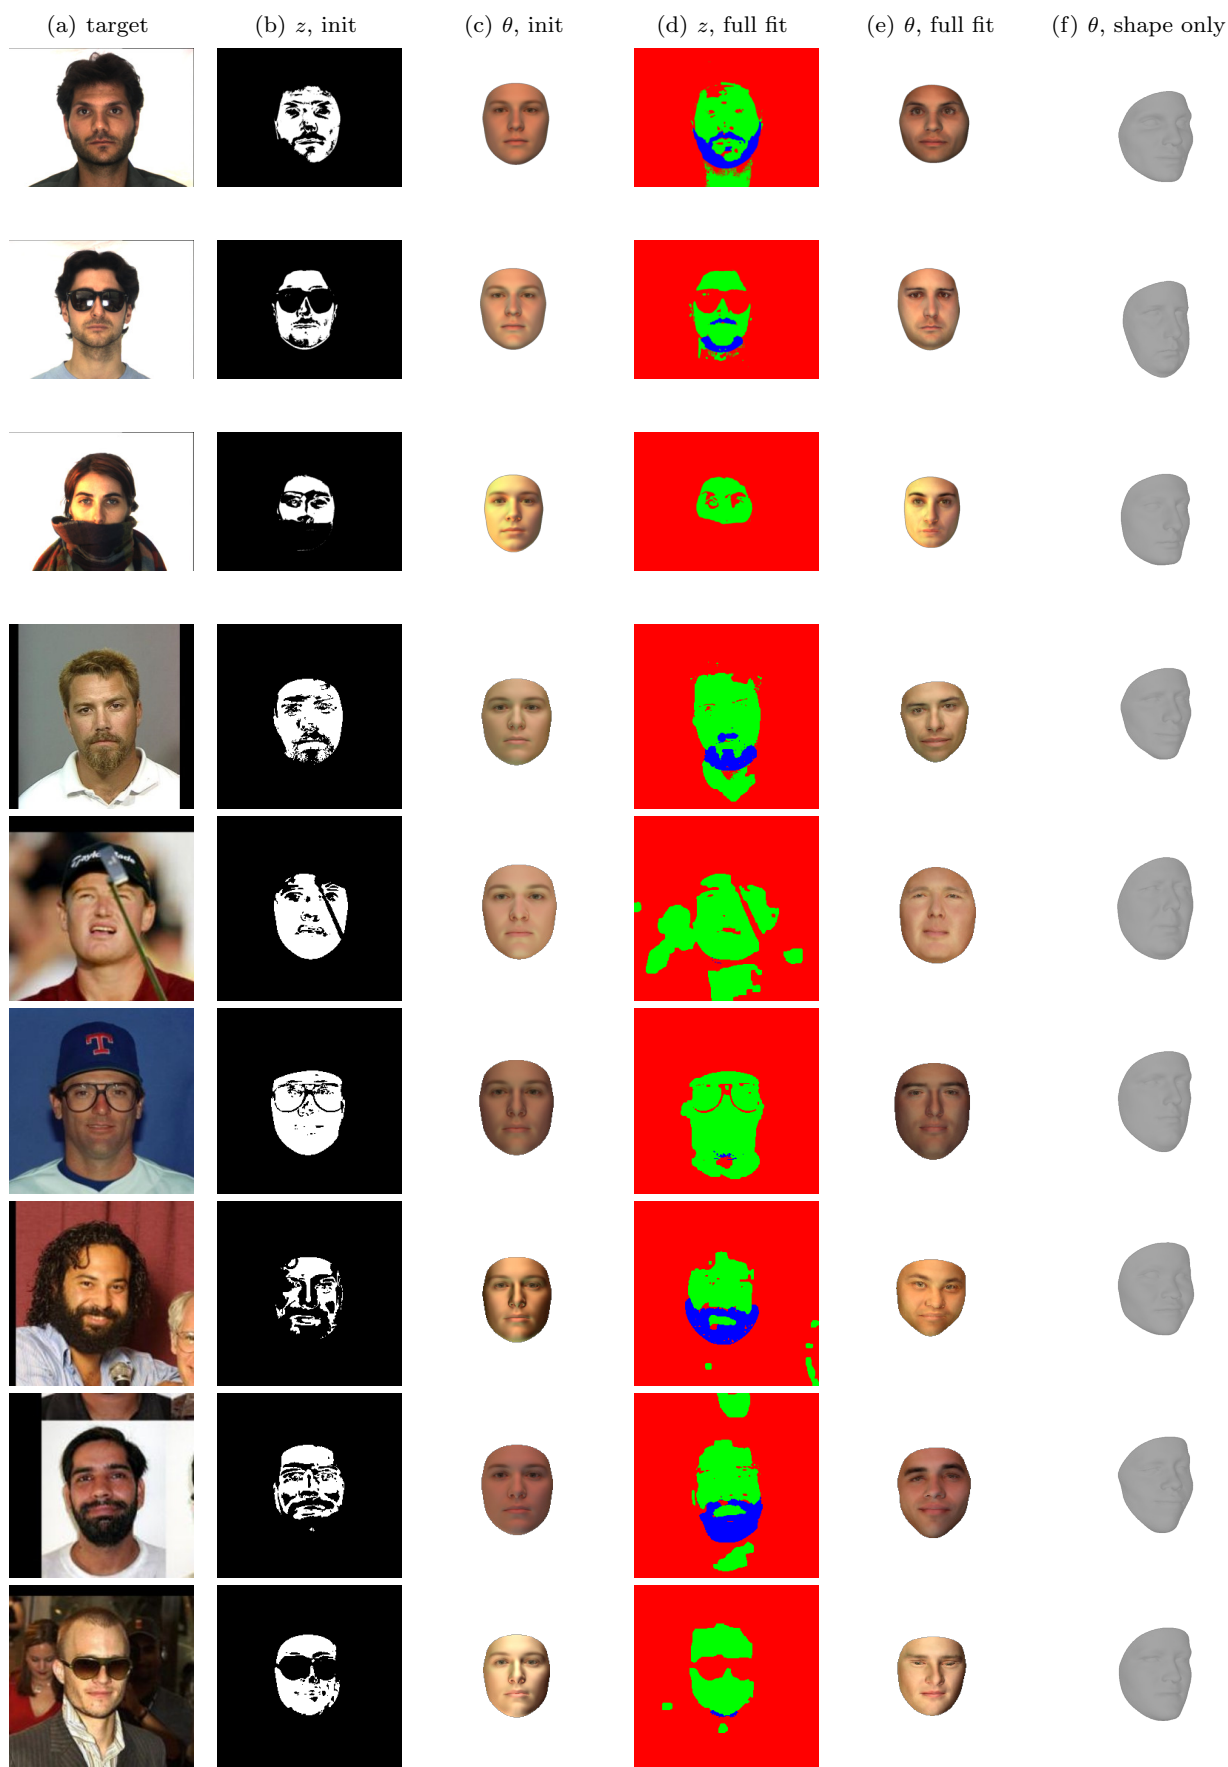 (a) target (b) z, init (c) θ, init (d) z, full fit (e) θ, full fit (f) θ, shape only
T